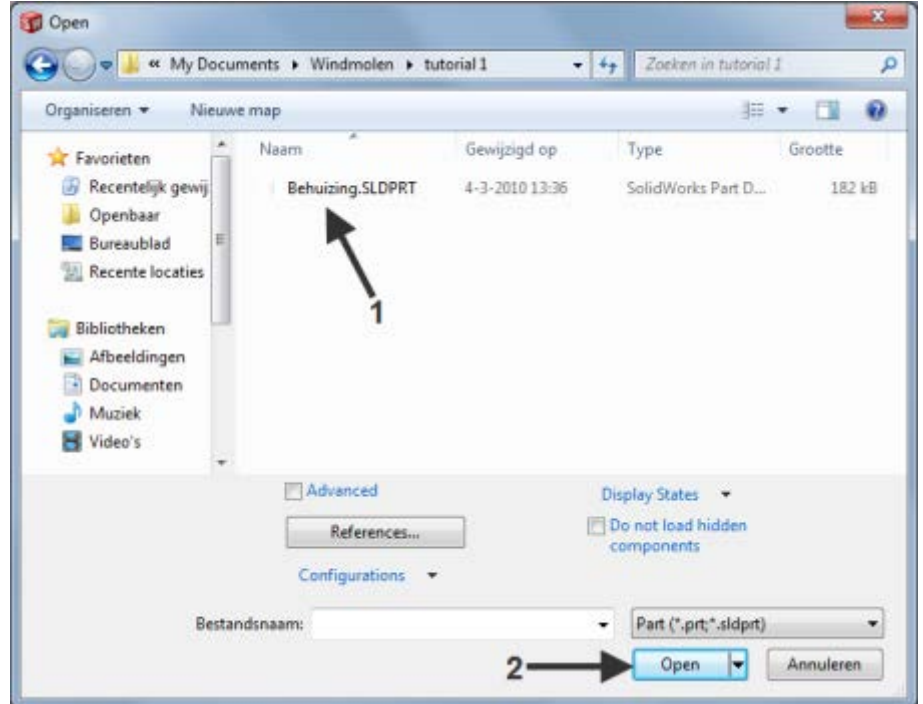 Open
« My Documents ▸ Windmolen ▸ tutorial 1
Zoeken in tutorial 1
Organiseren
Nieuwe map
Favorieten
Recentelijk gewij
Openbaar
Bureaublad
Recente locaties
Bibliotheken
Afbeeldingen
Documenten
Muziek
Video's
Naam Gewijzigd op Type Grootte
Behuizing.SLDPRT 4-3-2010 13:36 SolidWorks Part D... 182 kB
1
Advanced
References...
Configurations
Display States
Do not load hidden
components
Bestandsnaam:
Part (*.prt;*.sldprt)
2
Open
Annuleren